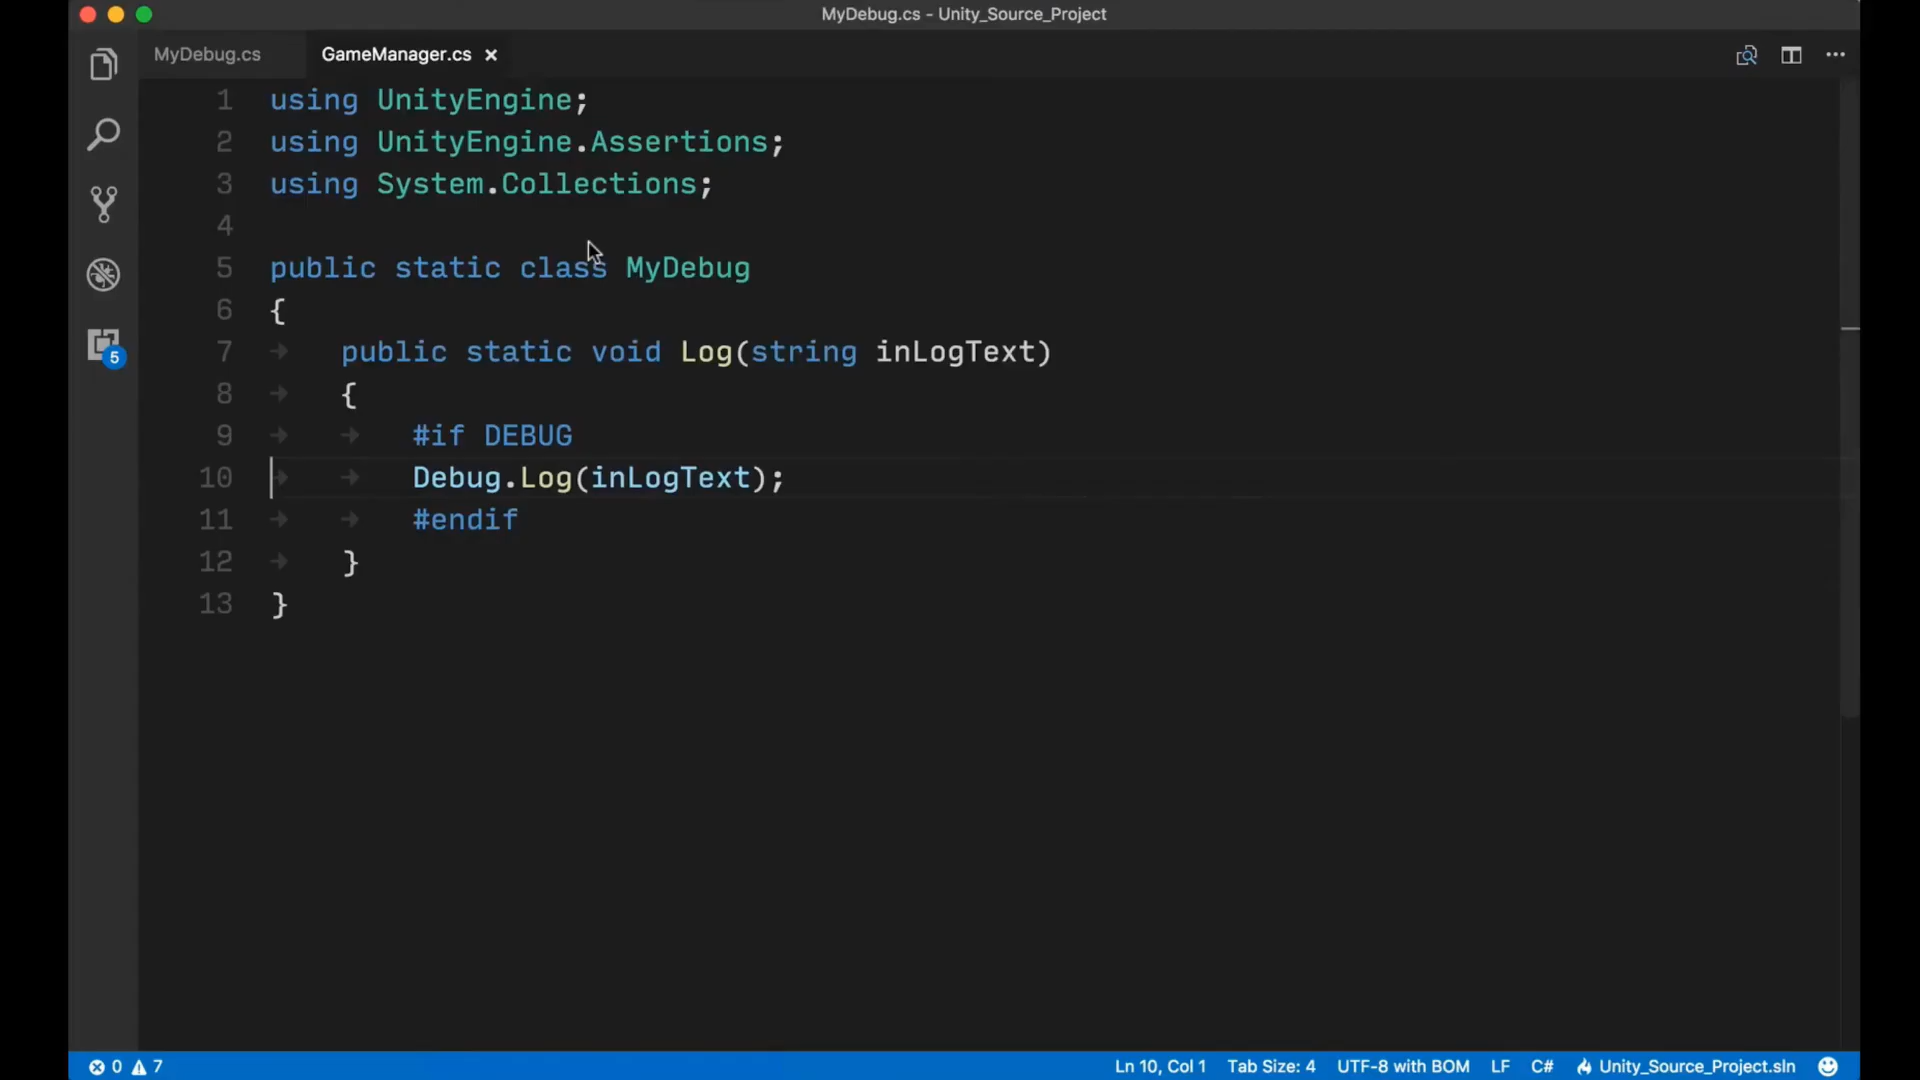 MyDebug.cs - Unity_Source_Project
MyDebug.cs
GameManager.cs
1 using UnityEngine;
2 using UnityEngine.Assertions;
3 using System.Collections;
4
5 public static class MyDebug
6 {
7 public static void Log(string inLogText)
8 {
9 #if DEBUG
10 Debug.Log(inLogText);
11 #endif
12 }
13 }
5
0 7 Ln 10, Col 1 Tab Size: 4 UTF-8 with BOM LF C# Unity_Source_Project.sln